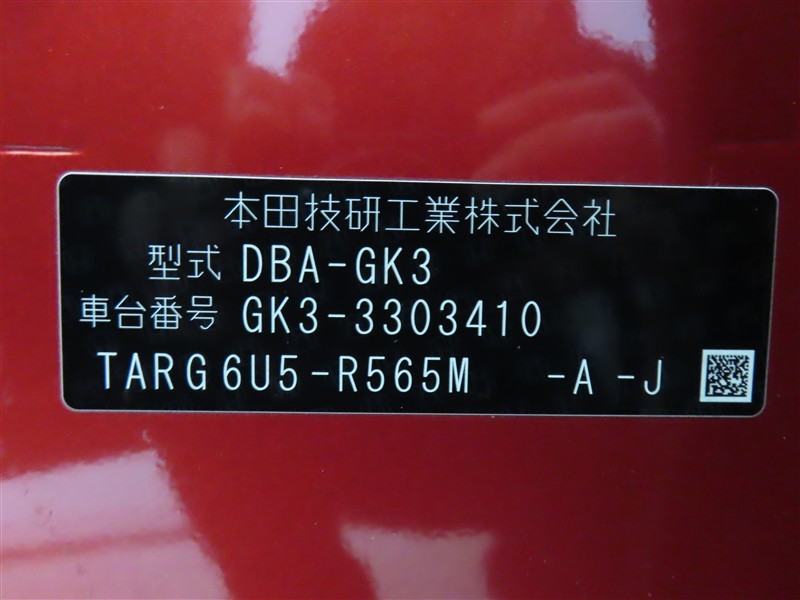 本田技研工業株式会社
型式 DBA-GK3
車台番号 GK3-3303410
TARG6U5-R565M -A -J